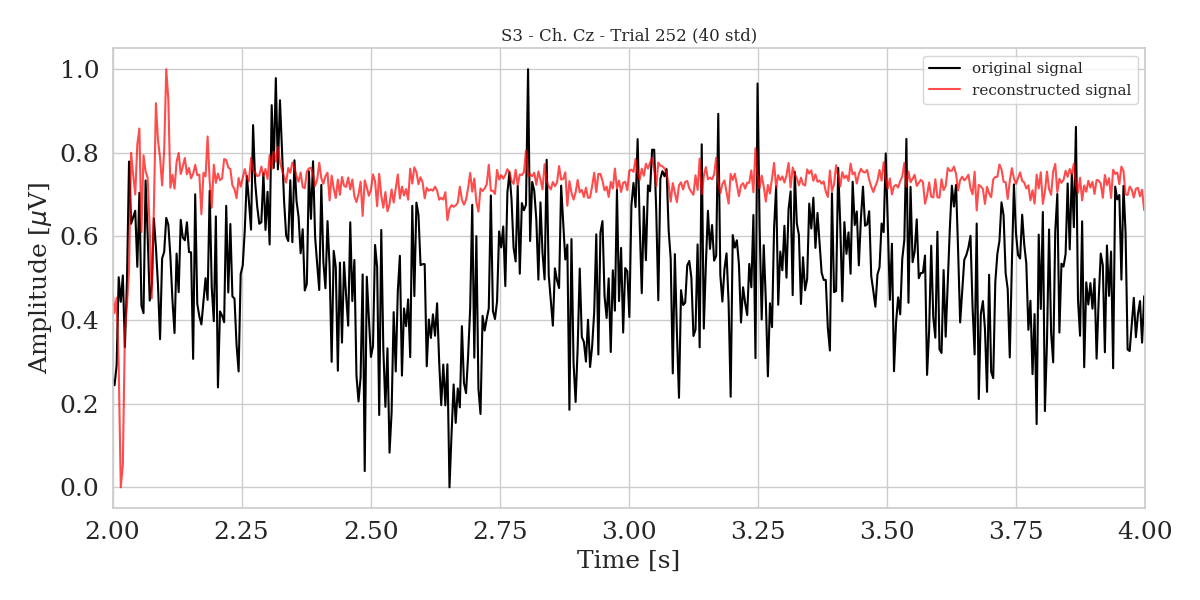 S3 - Ch. Cz - Trial 252 (40 std)
original signal
reconstructed signal
Amplitude [μV]
1.0
0.8
0.6
0.4
0.2
0.0
2.00 2.25 2.50 2.75 3.00 3.25 3.50 3.75 4.00
Time [s]